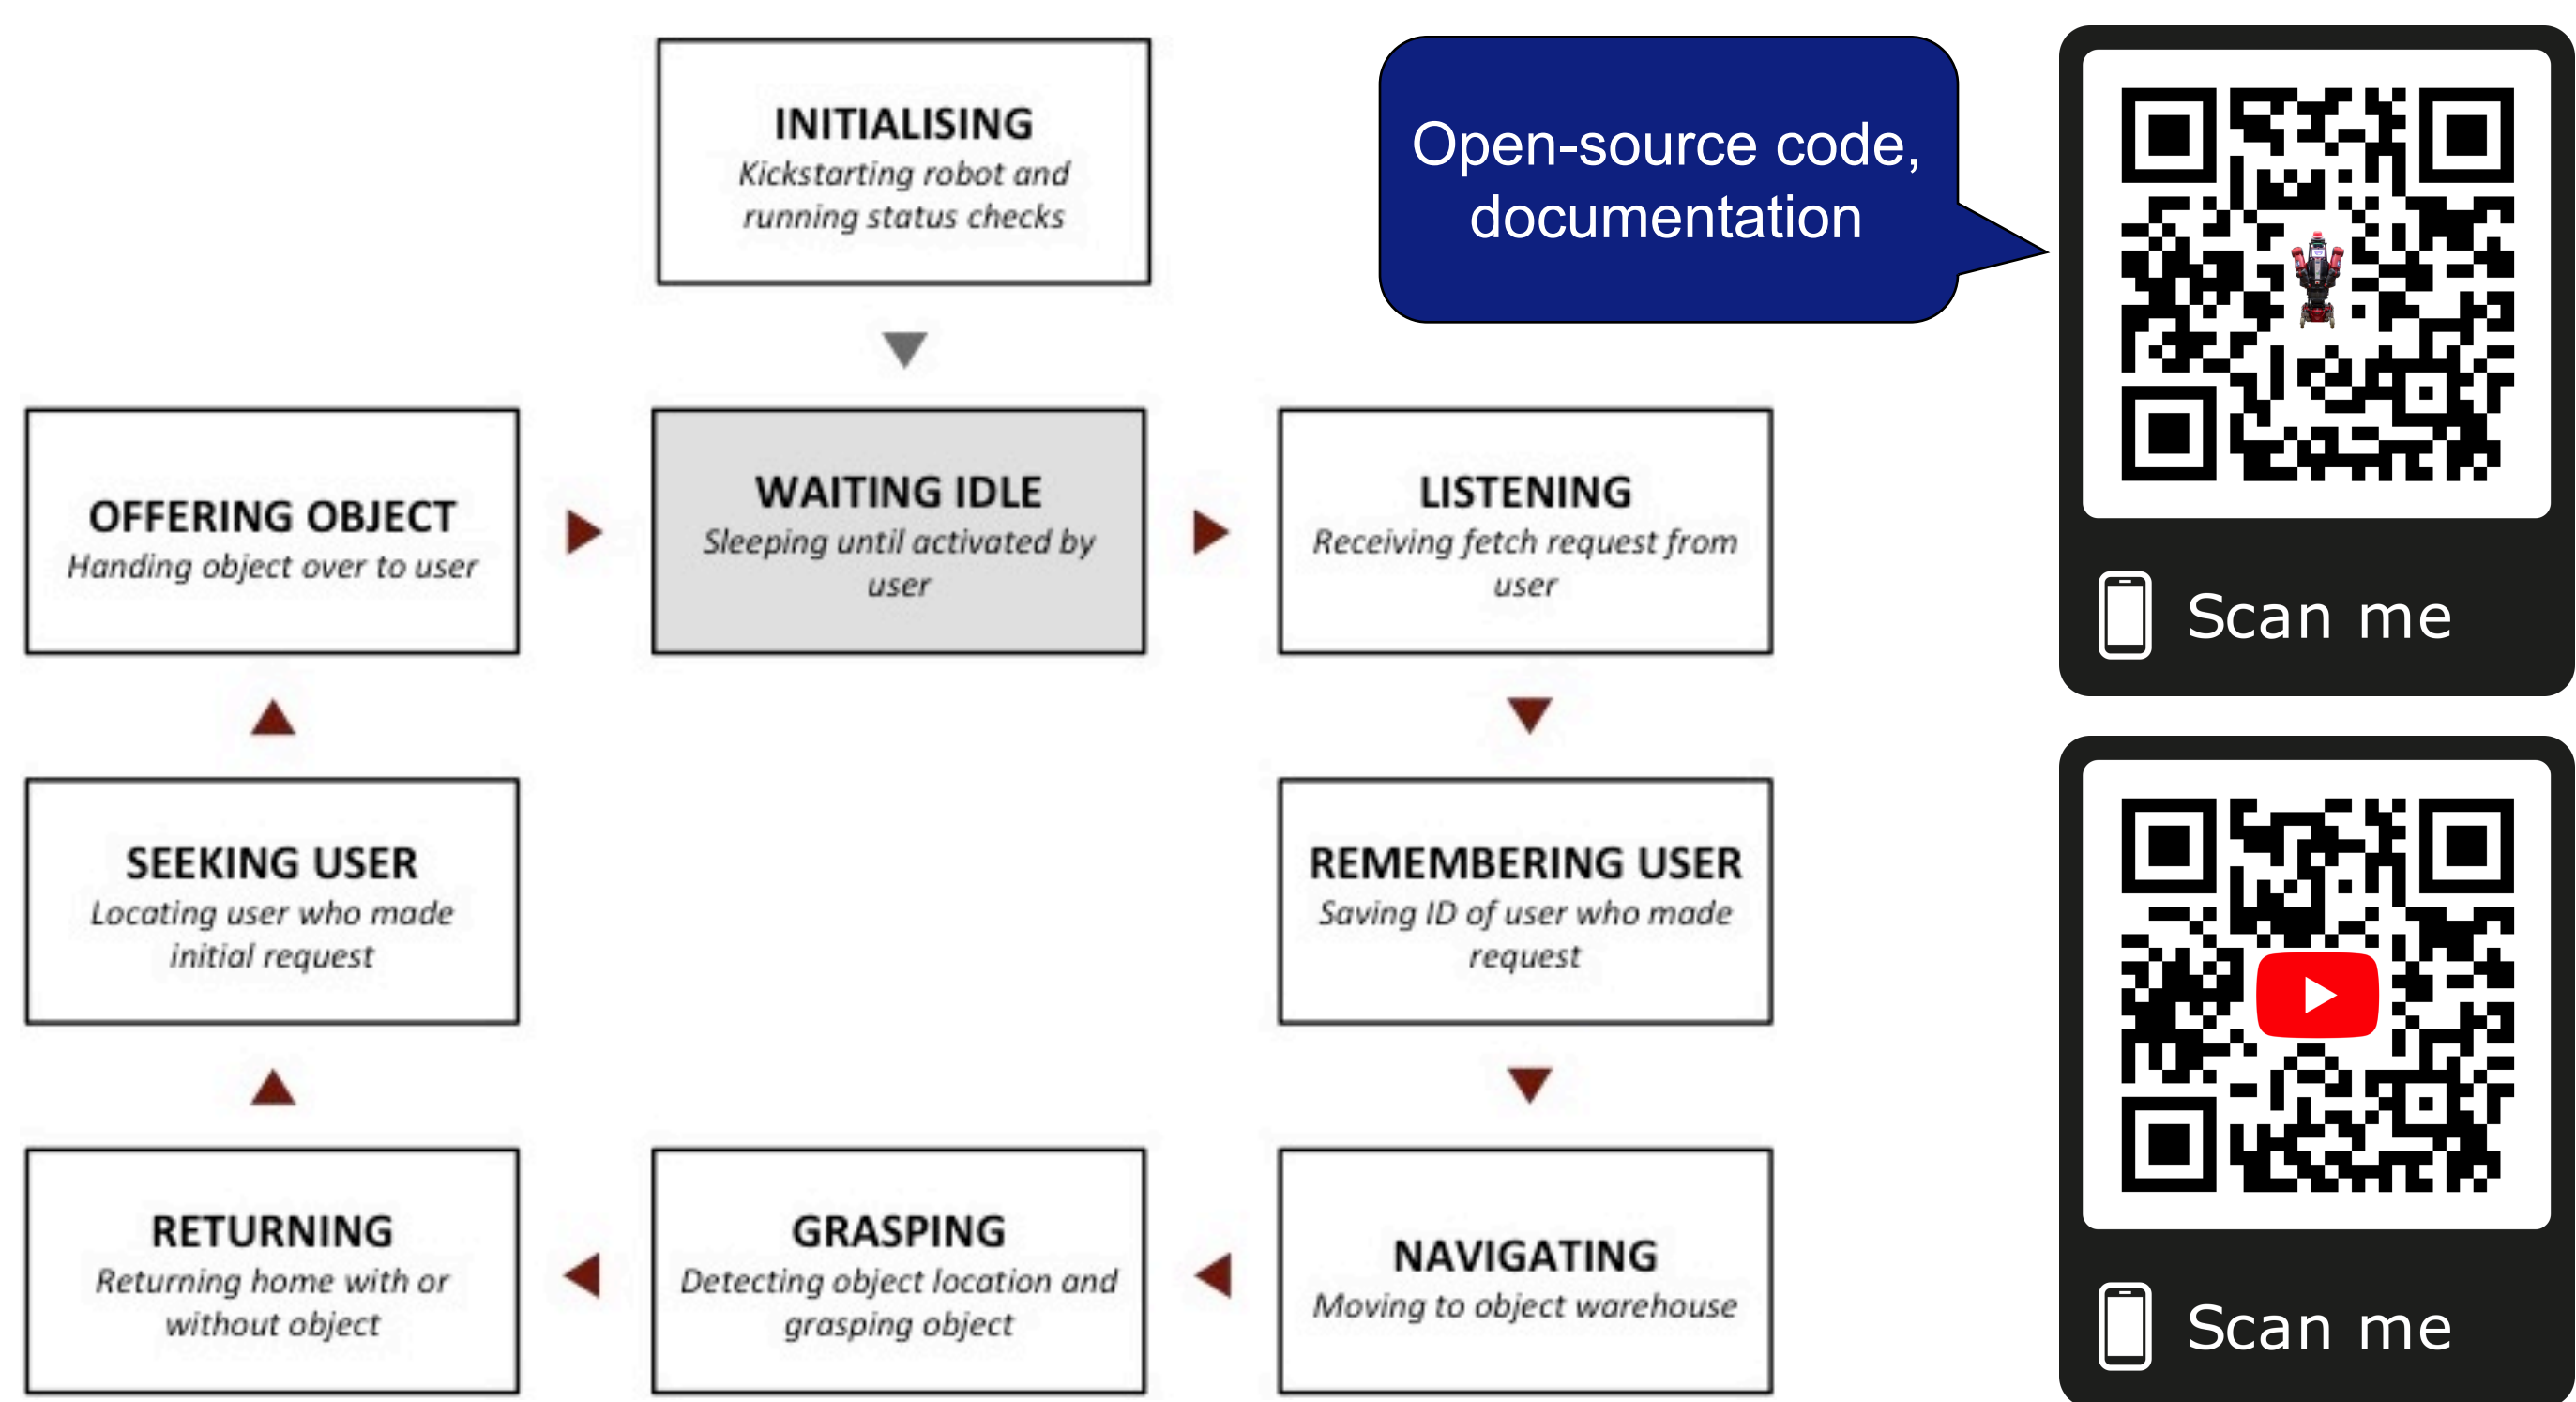 INITIALISING
Kickstarting robot and
running status checks
Open-source code,
documentation
OFFERING OBJECT
Handing object over to user
WAITING IDLE
Sleeping until activated by
user
LISTENING
Receiving fetch request from
user
Scan me
SEEKING USER
Locating user who made
initial request
REMEMBERING USER
Saving ID of user who made
request
RETURNING
Returning home with or
without object
GRASPING
Detecting object location and
grasping object
NAVIGATING
Moving to object warehouse
Scan me